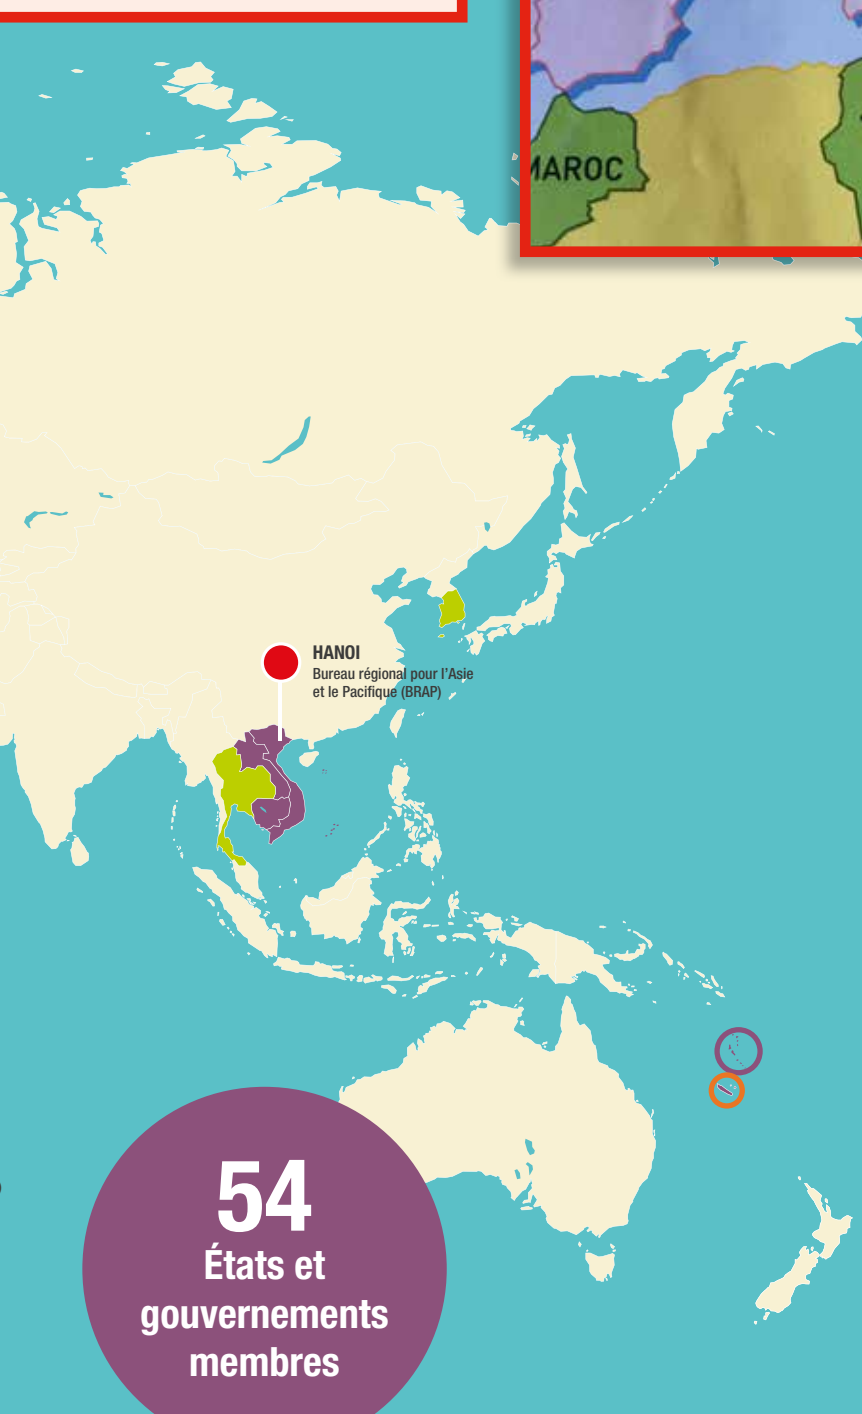 MAROC
HANOI
Bureau régional pour l'Asie
et le Pacifique (BRAP)
54
États et
gouvernements
membres